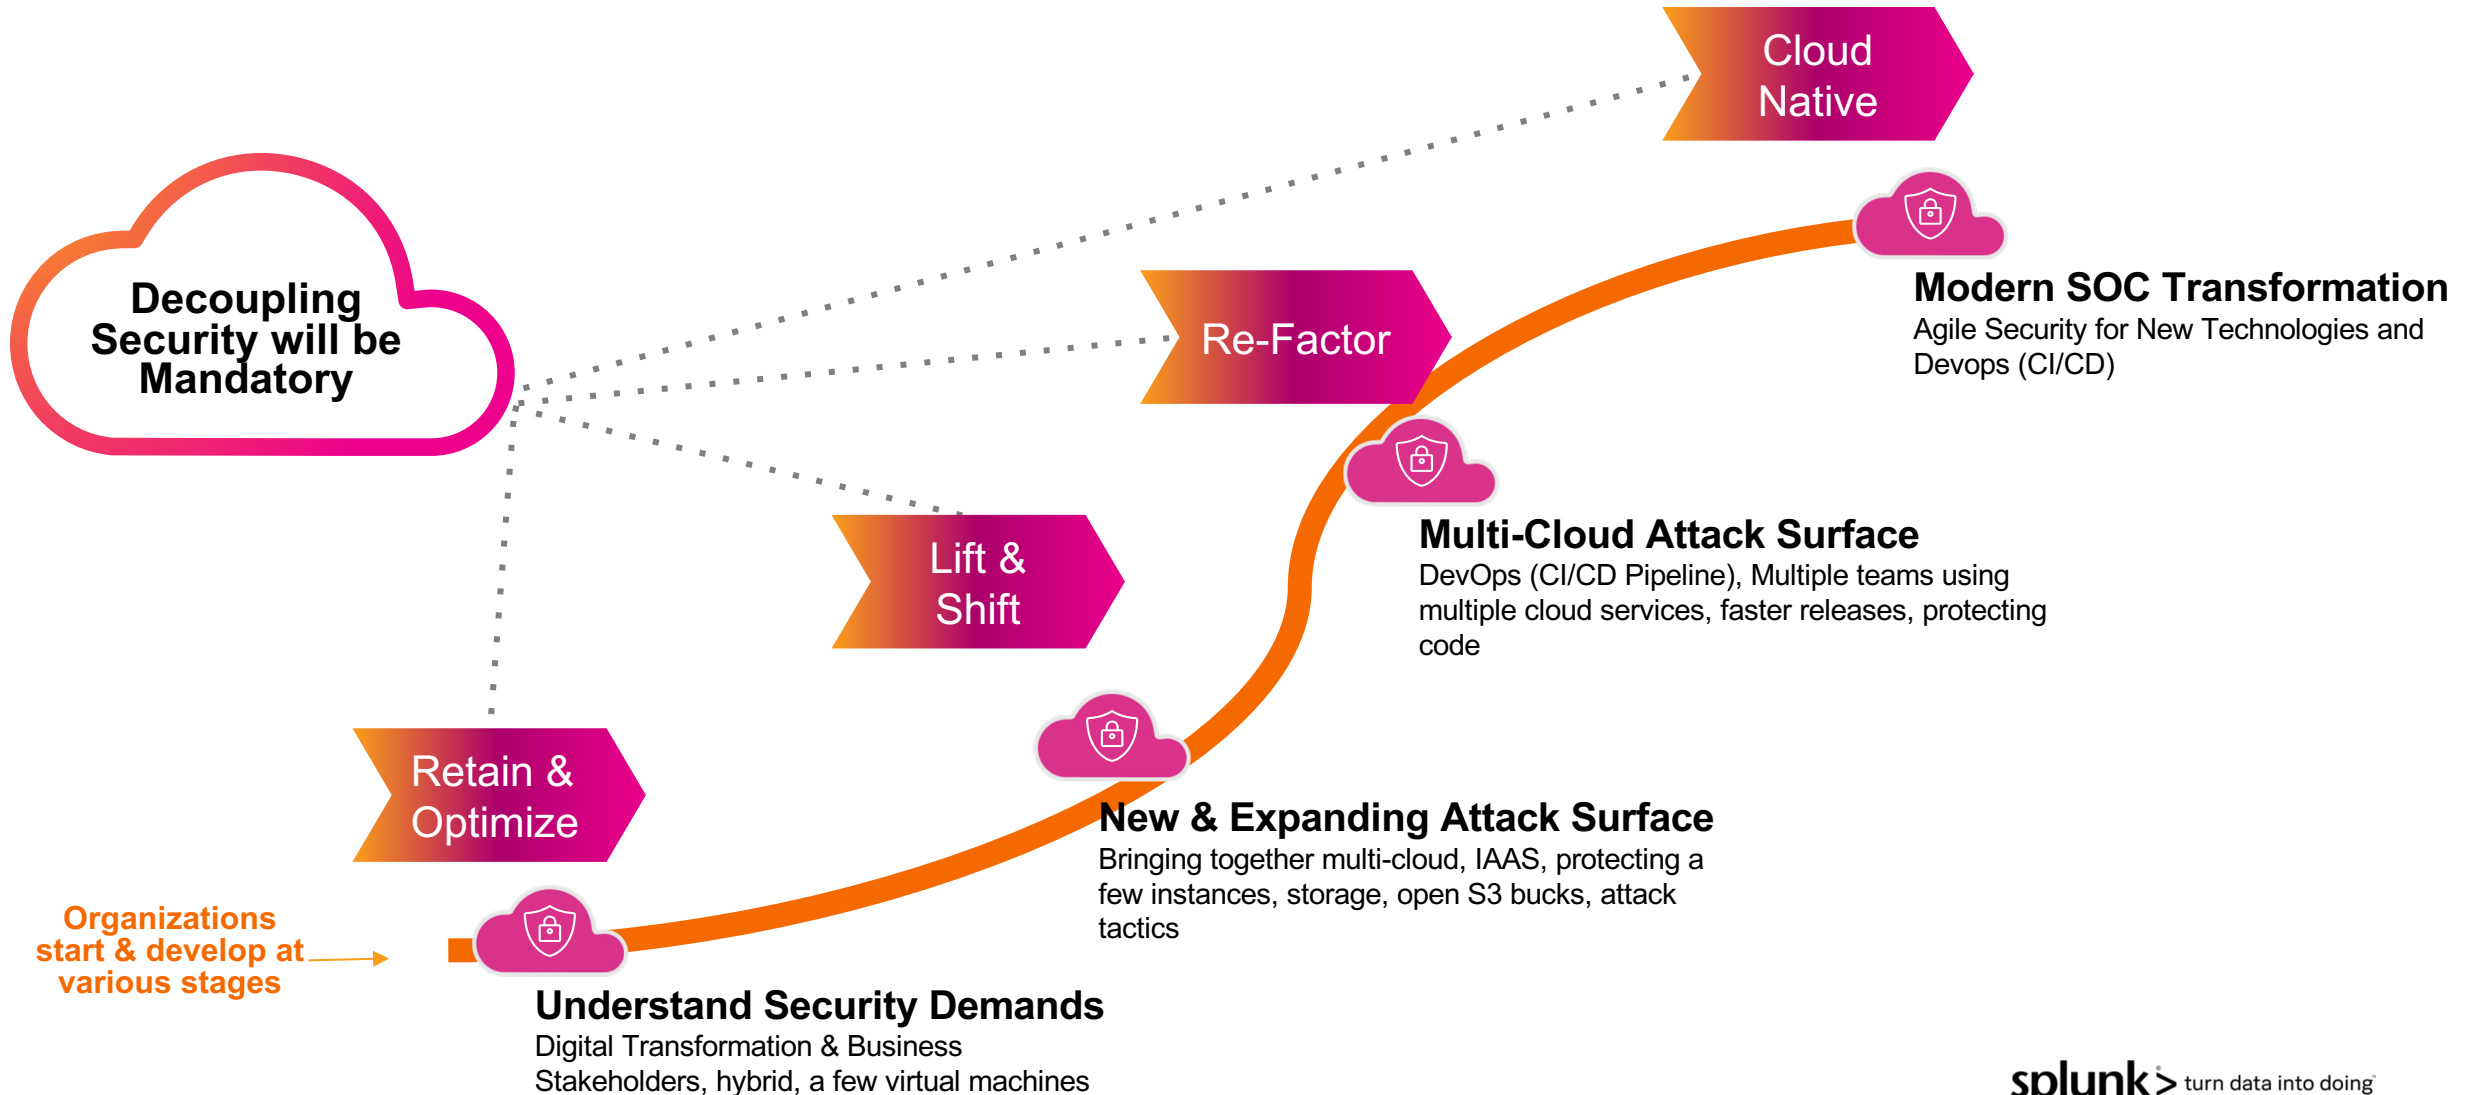 Cloud
Native
Decoupling
Security will be
Mandatory
Re-Factor
Modern SOC Transformation
Agile Security for New Technologies and
Devops (CI/CD)
Lift &
Shift
Multi-Cloud Attack Surface
DevOps (CI/CD Pipeline), Multiple teams using
multiple cloud services, faster releases, protecting
code
Retain &
Optimize
New & Expanding Attack Surface
Bringing together multi-cloud, IAAS, protecting a
few instances, storage, open S3 bucks, attack
tactics
Organizations
start & develop at
various stages
Understand Security Demands
Digital Transformation & Business
Stakeholders, hybrid, a few virtual machines
splunk> turn data into doing™